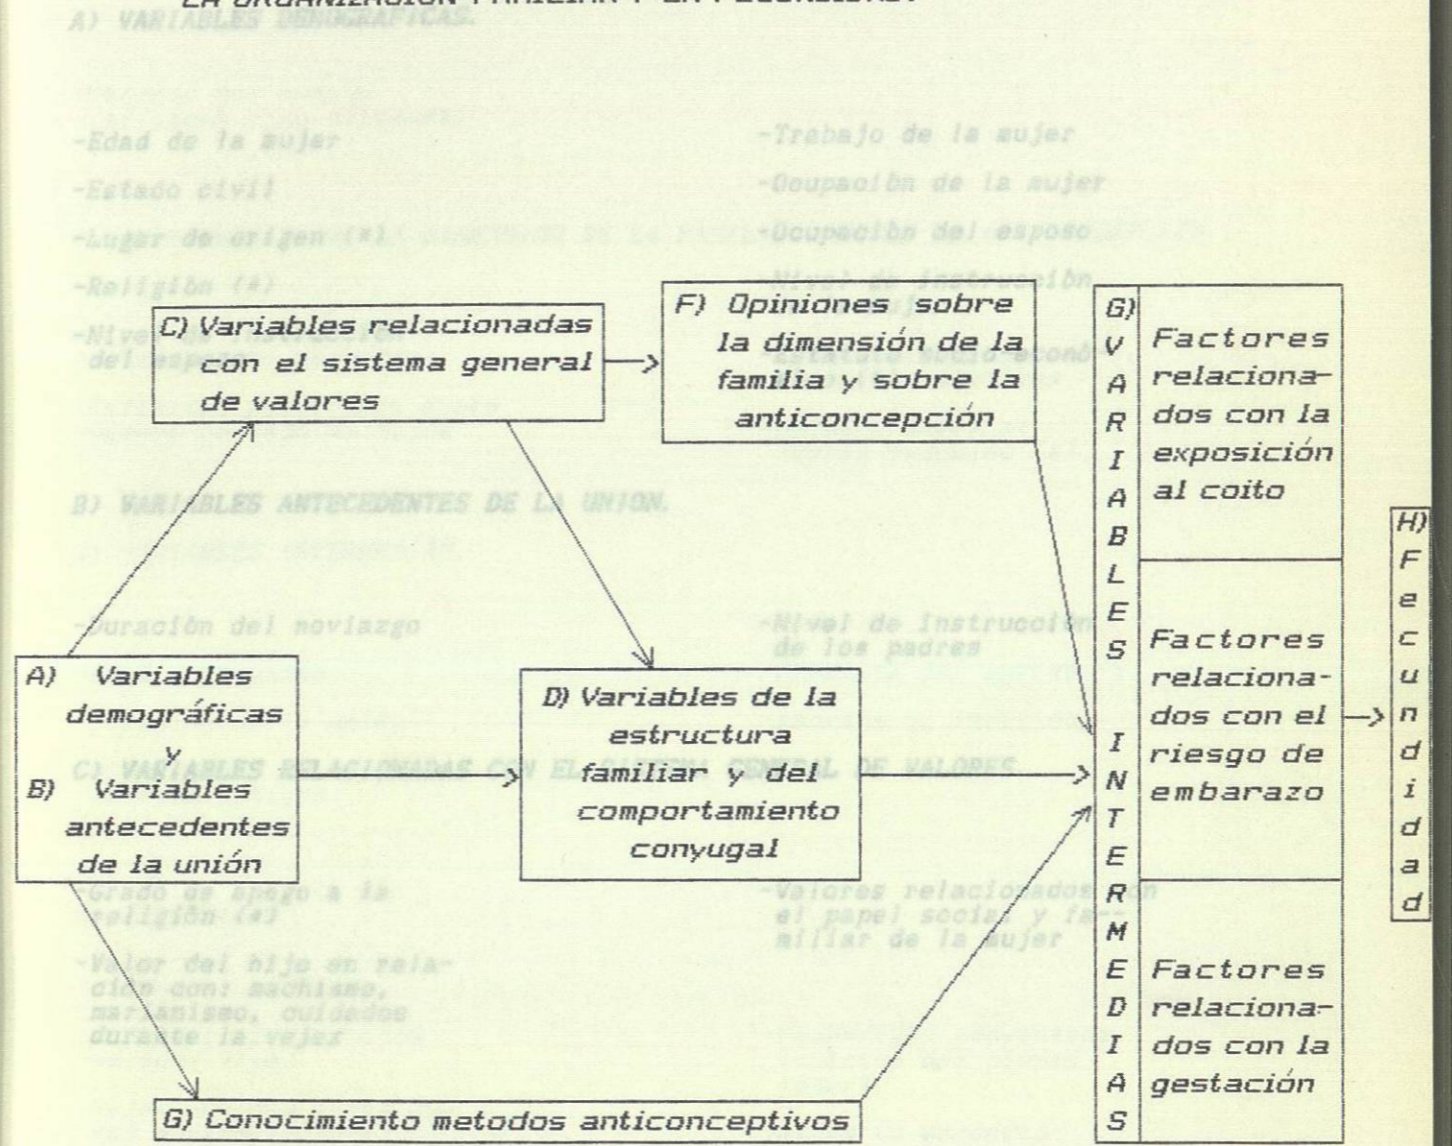 LA ORGANIZACION FAMILIAR Y LA FECUNDIDAD.
A) VARIABLES DEMOGRAFICAS.
-Edad de la mujer
-Trabajo de la mujer
-Estado civil
-Ocupación de la mujer
-Lugar de origen (*)
-Ocupación del esposo
-Religión (*)
-Nivel de instrucción
-Nivel de instrucción
del esposo
C) Variables relacionadas
con el sistema general
de valores
F) Opiniones sobre
la dimensión de la
familia y sobre la
anticoncepción
B) VARIABLES ANTECEDENTES DE LA UNION.
-Duración del noviazgo
-Nivel de instrucción
de los padres
A) Variables
demográficas
y
B) Variables
antecedentes
de la unión
D) Variables de la
estructura
familiar y del
comportamiento
conyugal
C) VARIABLES RELACIONADAS CON EL SISTEMA GENERAL DE VALORES
-Grado de apego a la
religión (*)
-Valores relacionados con
el papel social y fa--
miliar de la mujer
-Valor del hijo en rela-
ción con: machismo,
marianismo, cuidados
durante la vejez
G) Conocimiento metodos anticonceptivos
G)
VARIABLES INTERMEDIAS
Factores
relaciona-
dos con la
exposición
al coito
Factores
relaciona-
dos con el
riesgo de
embarazo
Factores
relaciona-
dos con la
gestación
H)
Fecundidad